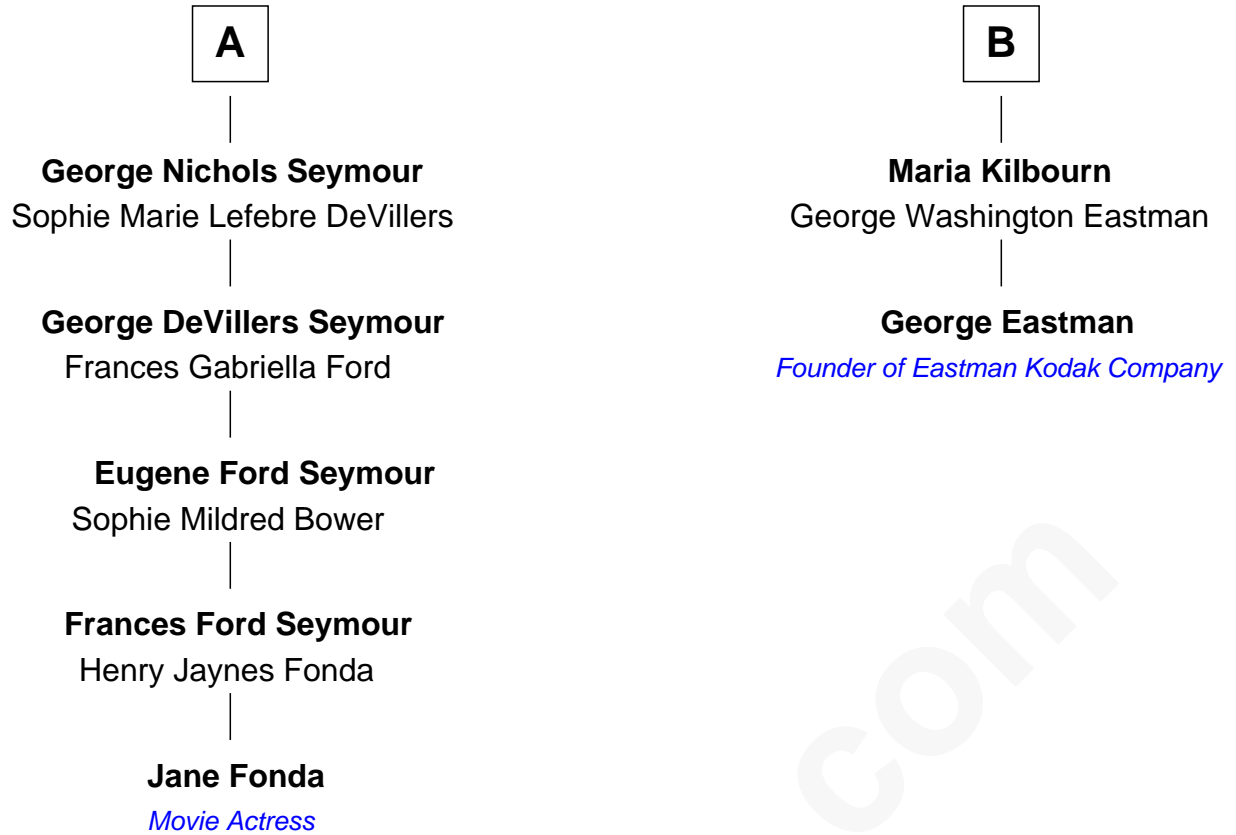 A
George Nichols Seymour
Sophie Marie Lefebre DeVillers
George DeVillers Seymour
Frances Gabriella Ford
Eugene Ford Seymour
Sophie Mildred Bower
Frances Ford Seymour
Henry Jaynes Fonda
Jane Fonda
Movie Actress
B
Maria Kilbourn
George Washington Eastman
George Eastman
Founder of Eastman Kodak Company
com